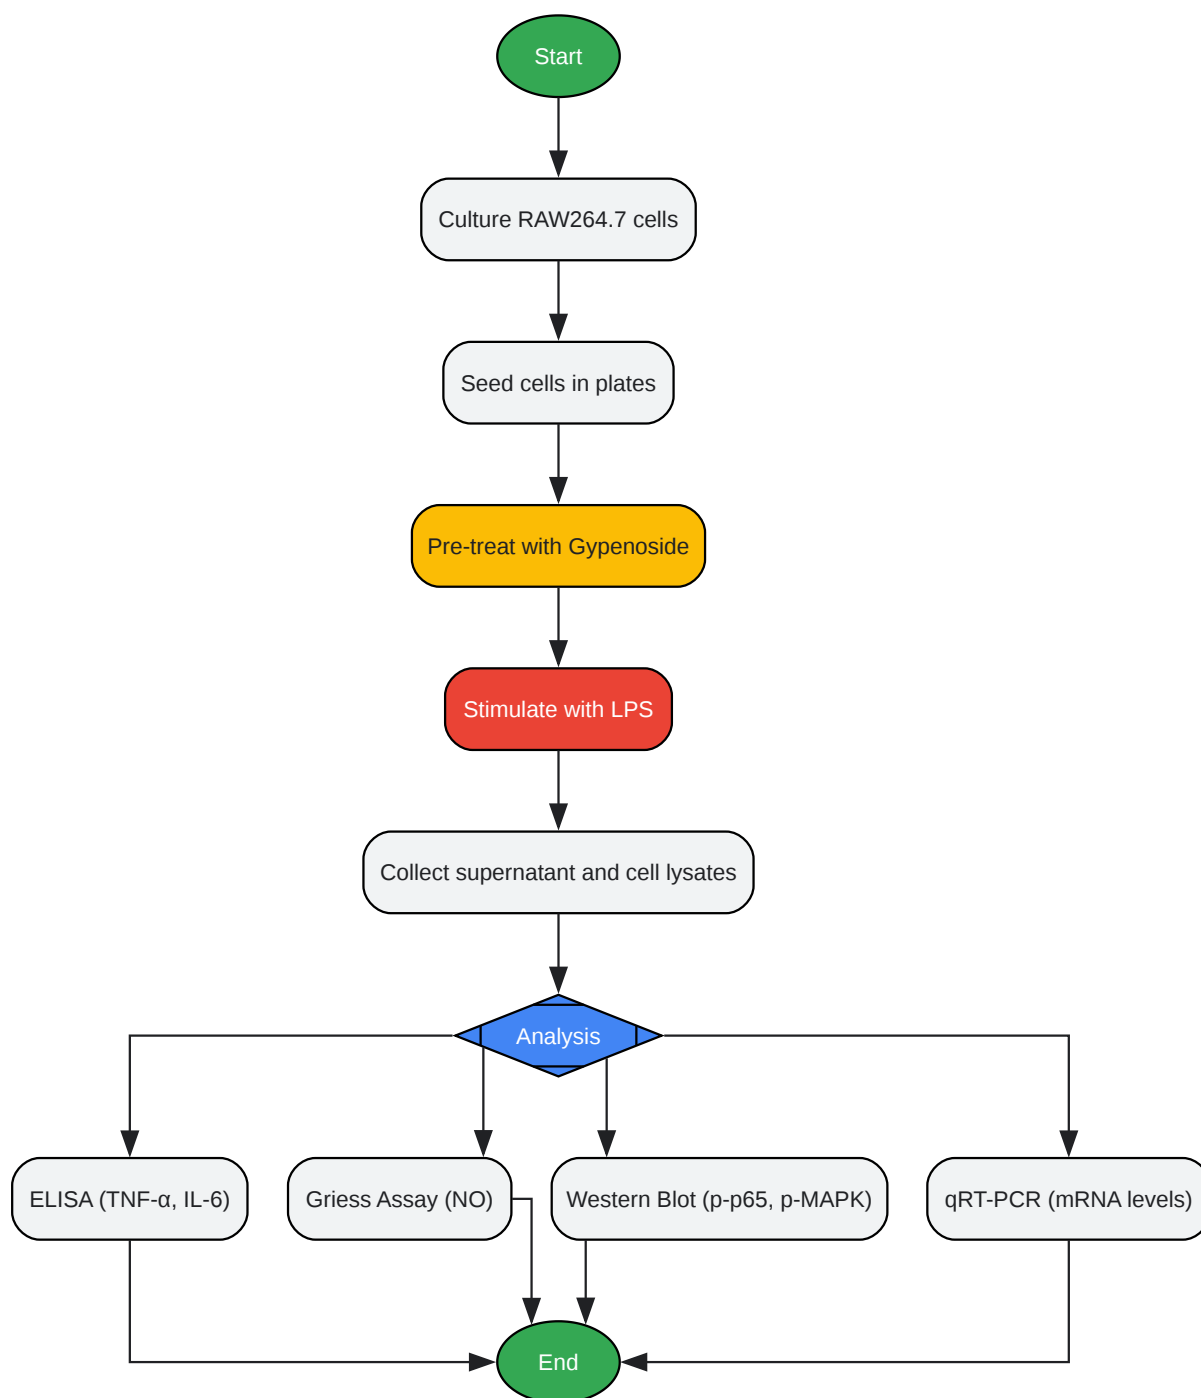 Start
Culture RAW264.7 cells
Seed cells in plates
Pre-treat with Gypenoside
Stimulate with LPS
Collect supernatant and cell lysates
Analysis
ELISA (TNF-α, IL-6)
Griess Assay (NO)
Western Blot (p-p65, p-MAPK)
qRT-PCR (mRNA levels)
End